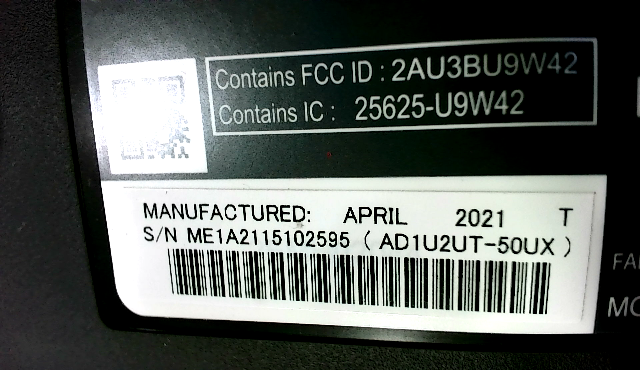 Contains FCC ID : 2AU3BU9W42
Contains IC : 25625-U9W42
MANUFACTURED: APRIL 2021 T
S/N ME1A2115102595 ( AD1U2UT-50UX )